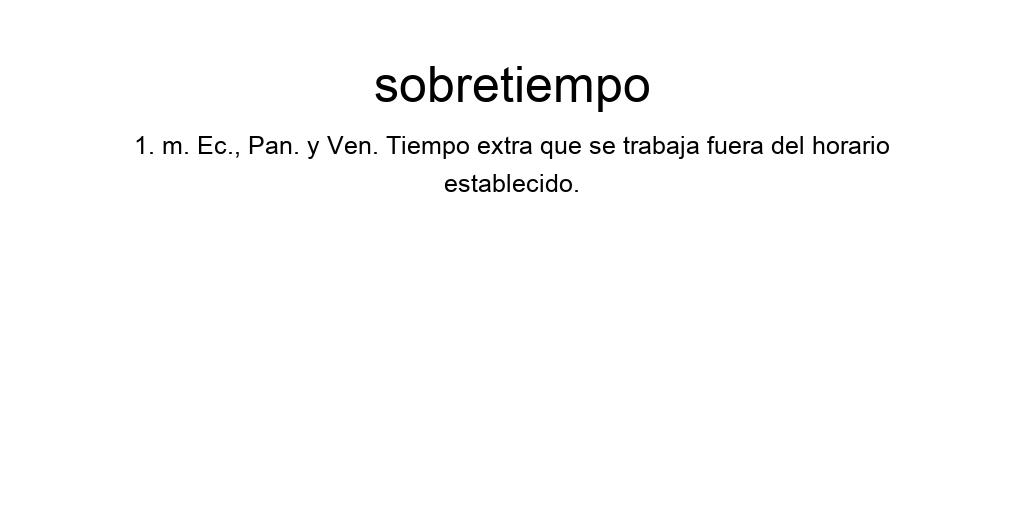 sobretiempo
1. m. Ec., Pan. y Ven. Tiempo extra que se trabaja fuera del horario
establecido.